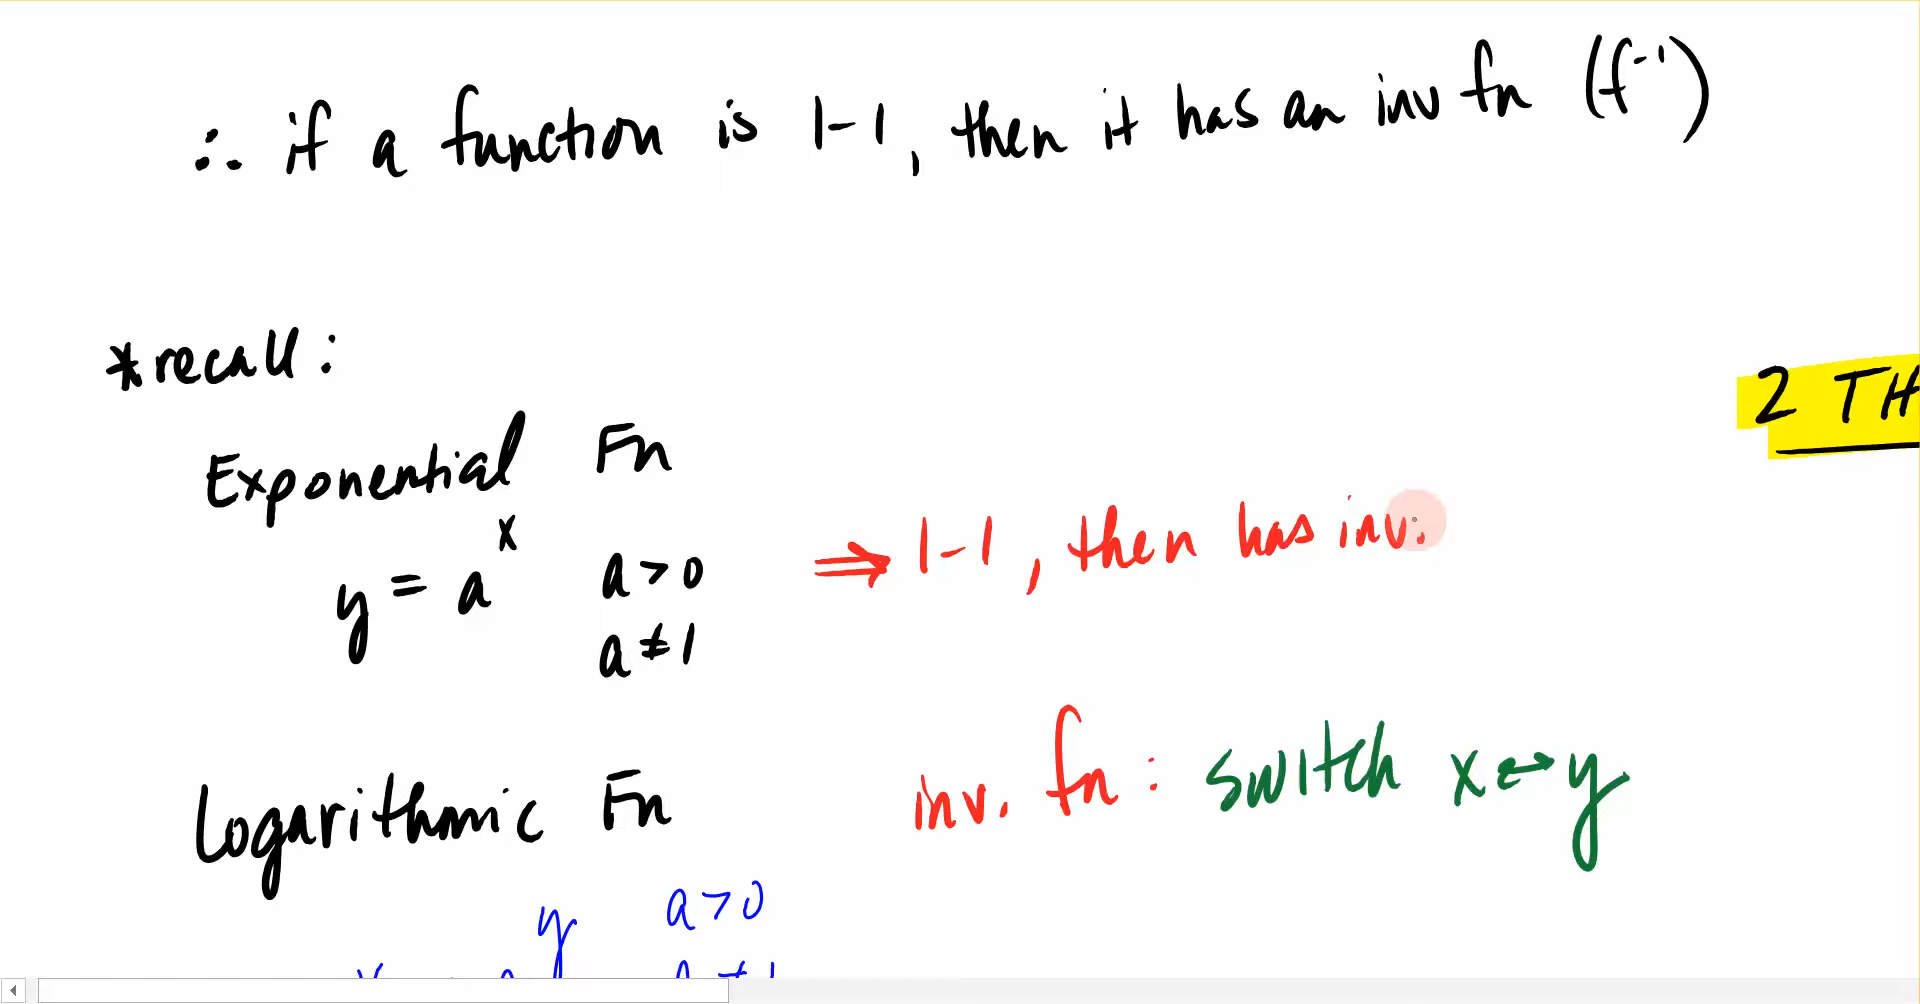 ∴ if a function is 1-1, then it has an inv fn (f⁻¹)
*recall:
2 TH
Exponential Fn
y = aˣ a > 0
a ≠ 1
⇒ 1-1, then has inv.
Logarithmic Fn
inv. fn: switch x ↔ y
y a > 0